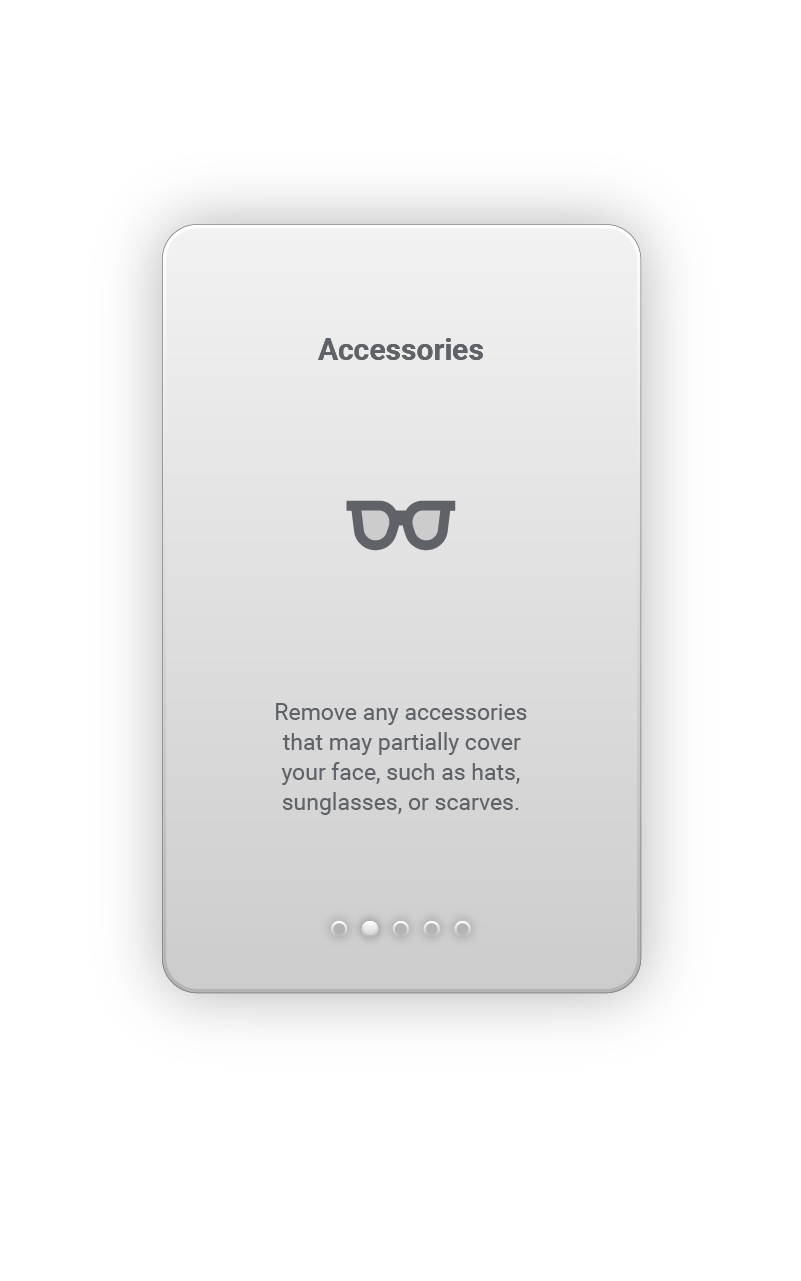 Accessories
Remove any accessories
that may partially cover
your face, such as hats,
sunglasses, or scarves.